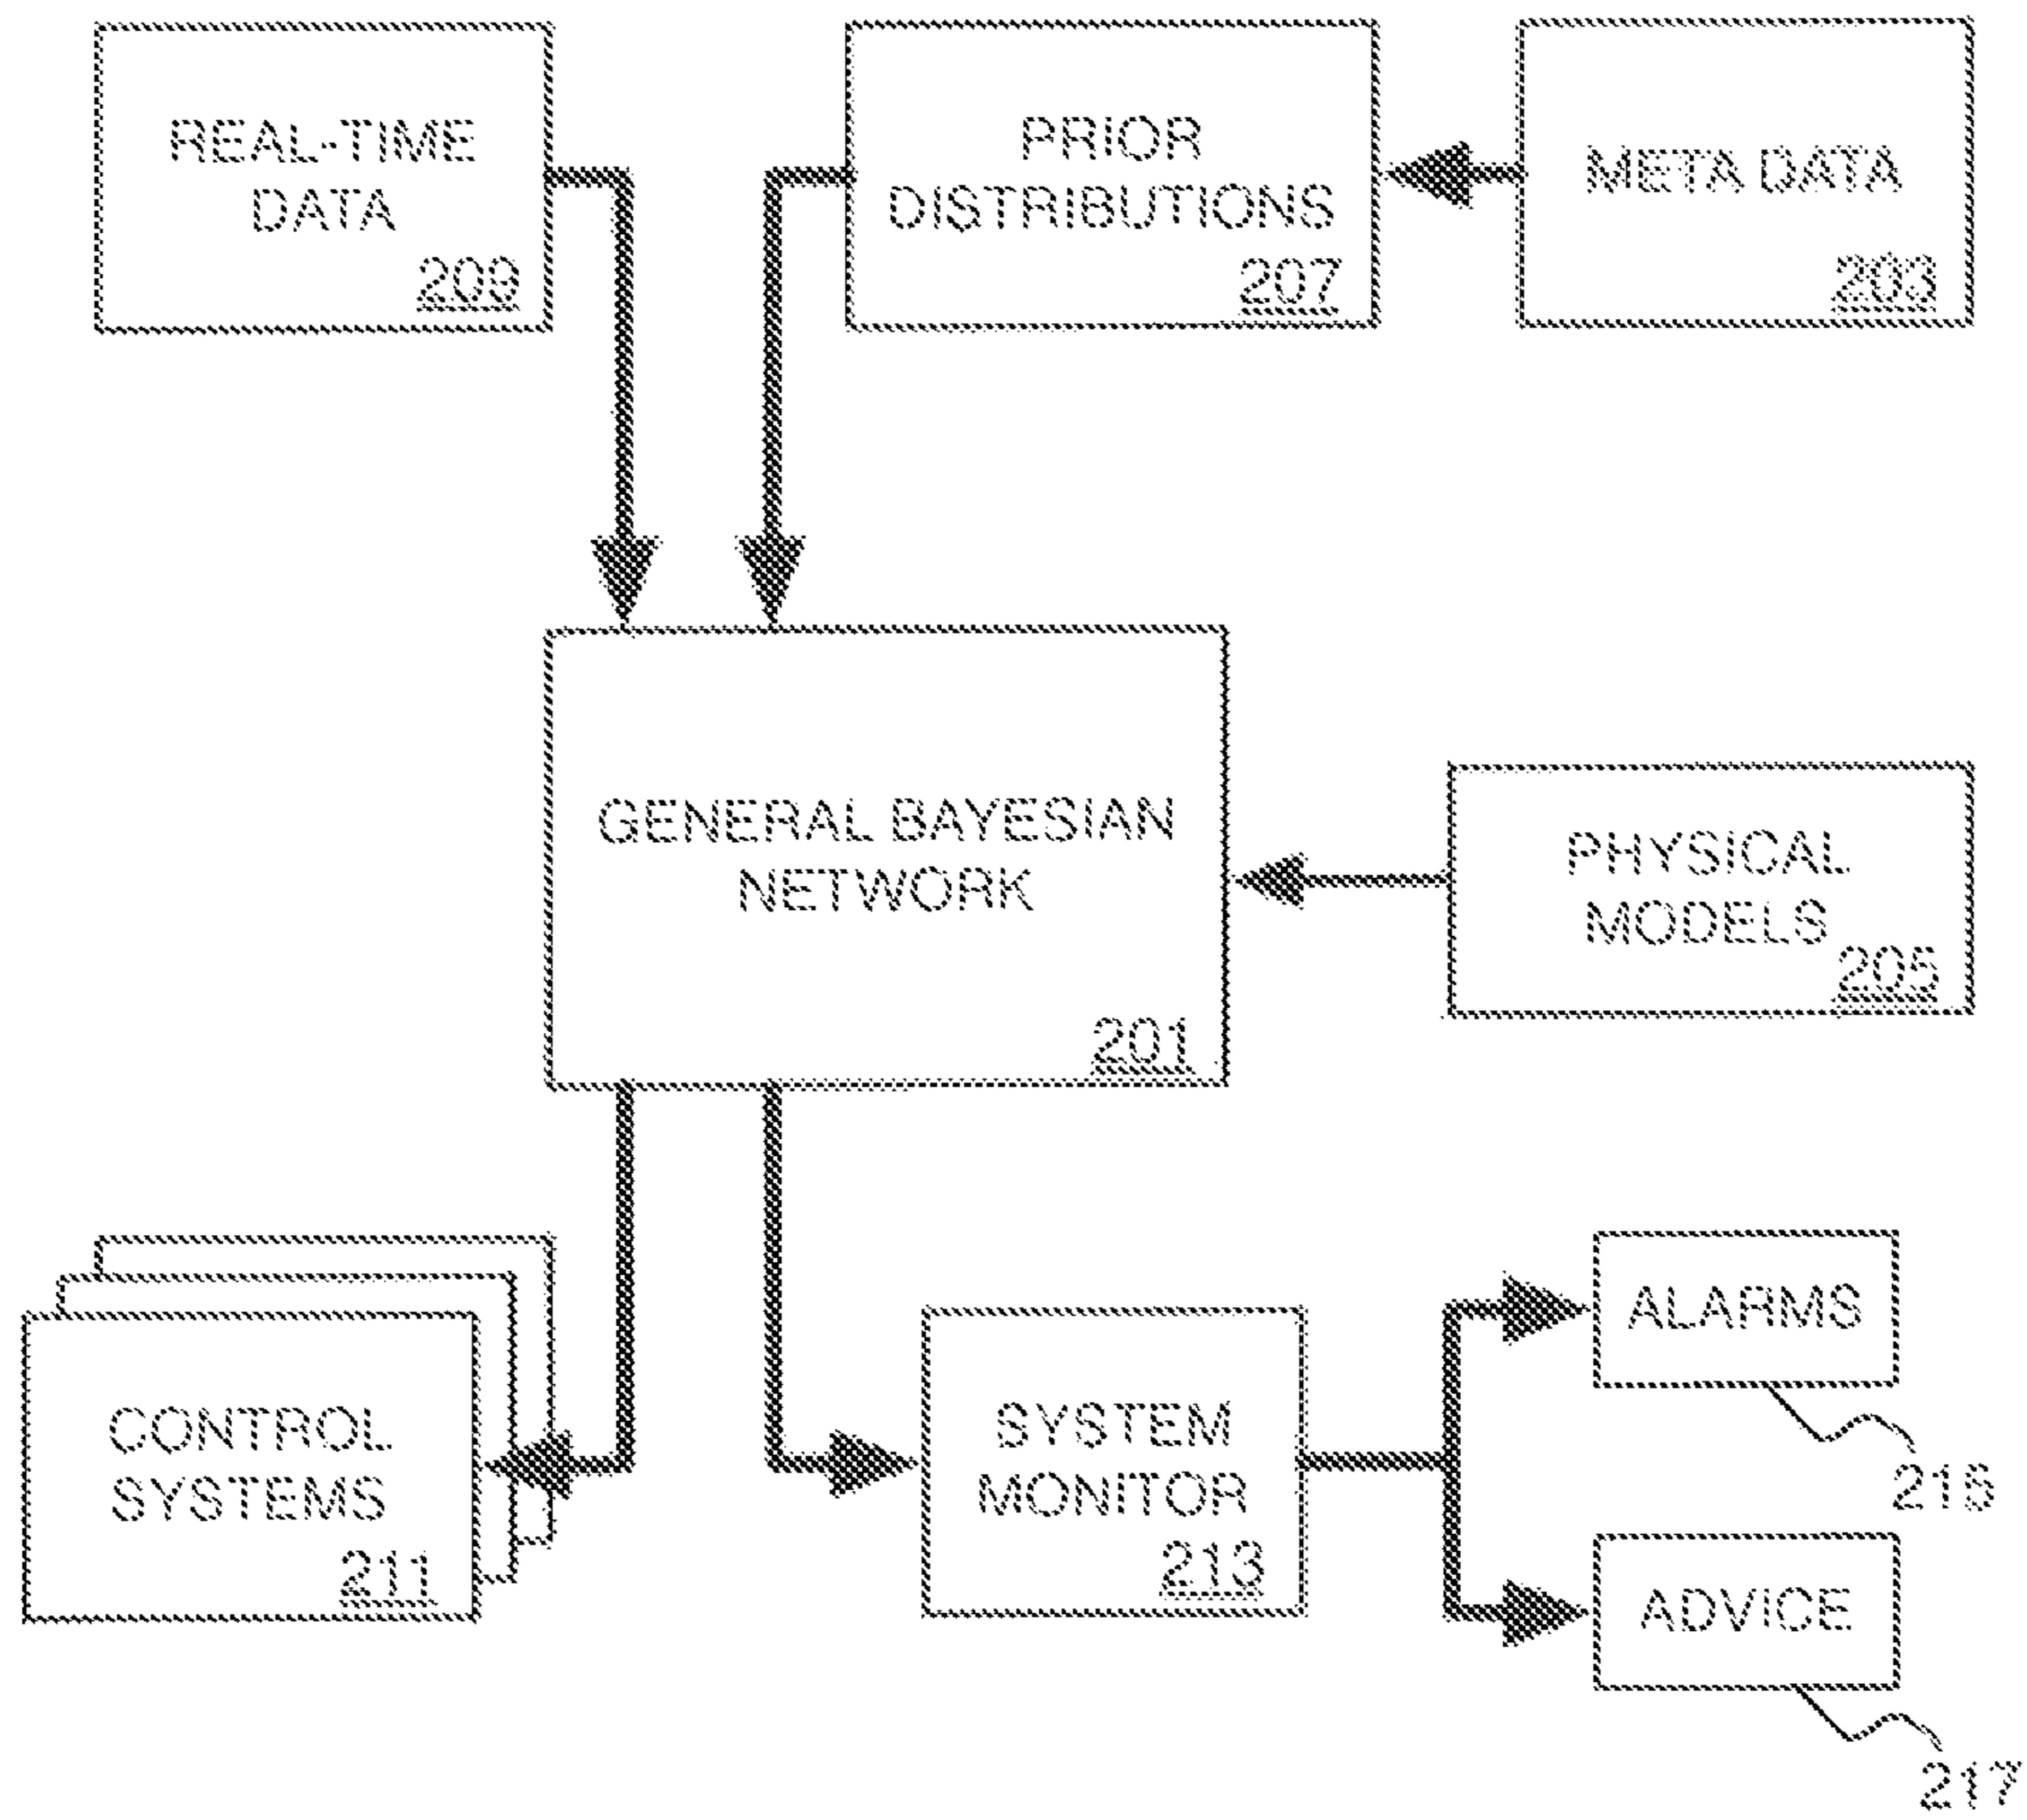 REAL-TIME
DATA
209
PRIOR
DISTRIBUTIONS
207
META DATA
203
GENERAL BAYESIAN
NETWORK
201
PHYSICAL
MODELS
205
CONTROL
SYSTEMS
211
SYSTEM
MONITOR
213
ALARMS
215
ADVICE
217